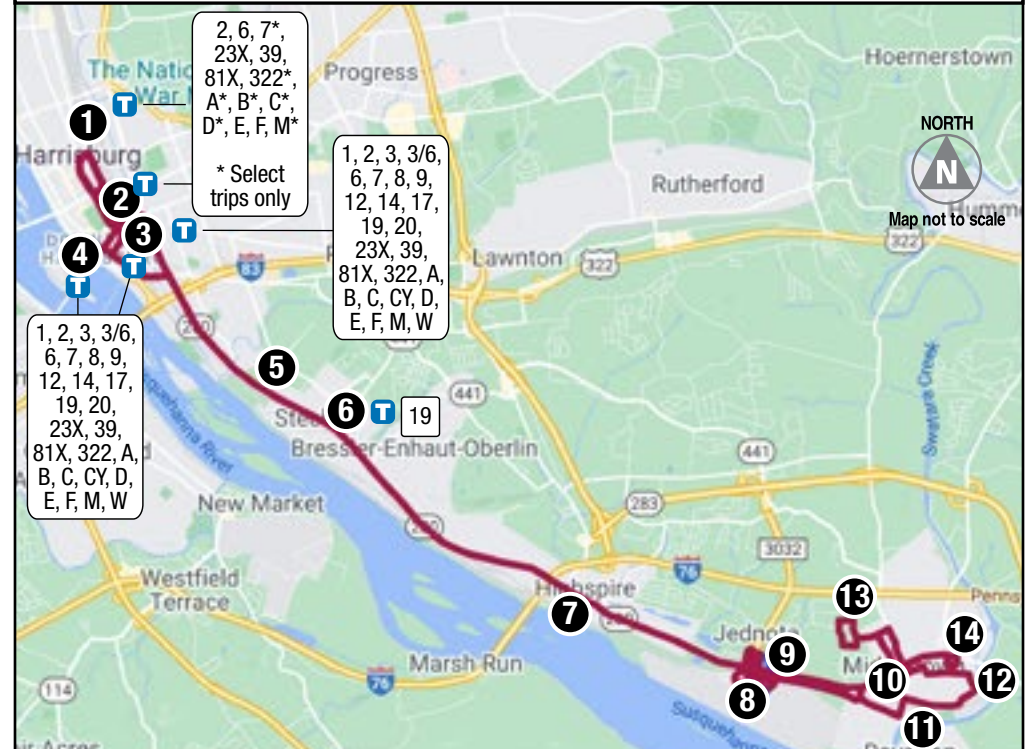 2, 6, 7*,
23X, 39,
81X, 322*,
A*, B*, C*,
D*, E, F, M*
* Select
trips only
Hoernerstown
Progress
T
1
Harrisburg
NORTH
N
Map not to scale
1, 2, 3, 3/6,
6, 7, 8, 9,
12, 14, 17,
19, 20,
23X, 39,
81X, 322, A,
B, C, CY, D,
E, F, M, W
Rutherford
2
T
3
T
4
T
T
322
83
Lawnton
322
1, 2, 3, 3/6,
6, 7, 8, 9,
12, 14, 17,
19, 20,
23X, 39,
81X, 322, A,
B, C, CY, D,
E, F, M, W
5
6
T
19
441
Swatara Creek
Bressler-Enhaut-Oberlin
441
New Market
283
3032
76
Westfield
Terrace
Highspire
7
13
Jednota
14
9
Marsh Run
76
10
12
8
114
11